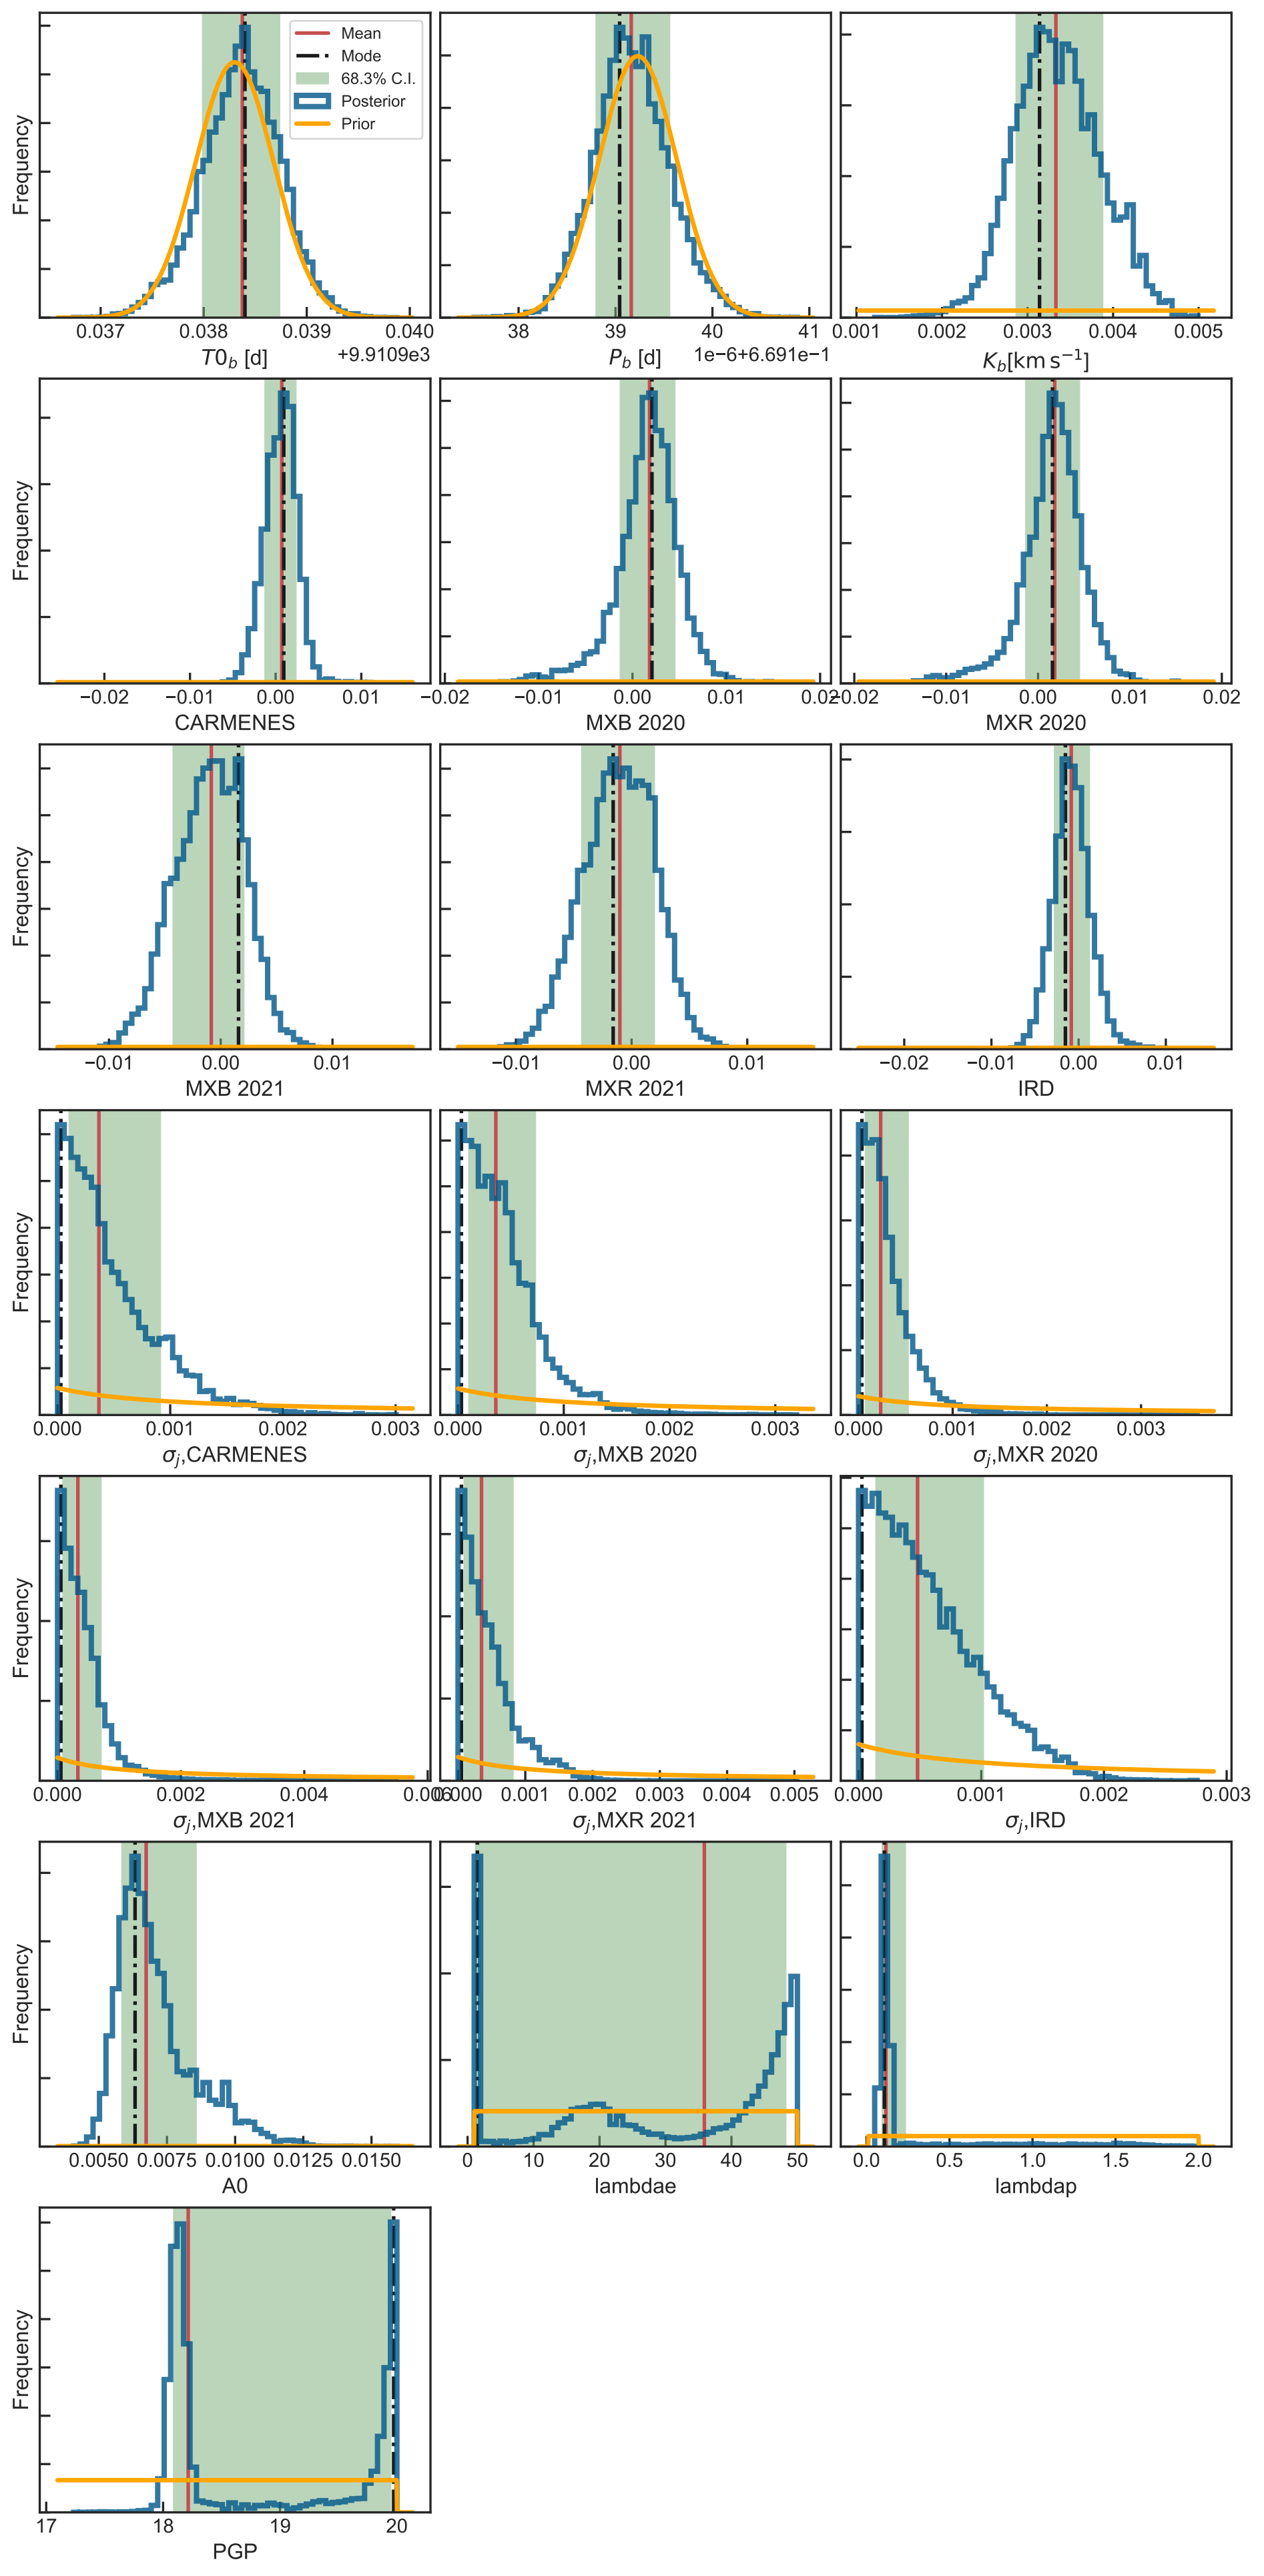 Mean
Mode
68.3% C.I.
Posterior
Prior
Frequency
0.037 0.038 0.039 0.040
+9.9109e3
T0_b [d]
38 39 40 41
1e-6+6.691e-1
P_b [d]
0.001 0.002 0.003 0.004 0.005
K_b[km s⁻¹]
Frequency
−0.02 −0.01 0.00 0.01
CARMENES
−0.02 −0.01 0.00 0.01 0.02
MXB 2020
−0.02 −0.01 0.00 0.01 0.02
MXR 2020
Frequency
−0.01 0.00 0.01
MXB 2021
−0.01 0.00 0.01
MXR 2021
−0.02 −0.01 0.00 0.01
IRD
Frequency
0.000 0.001 0.002 0.003
σ_j,CARMENES
0.000 0.001 0.002 0.003
σ_j,MXB 2020
0.000 0.001 0.002 0.003
σ_j,MXR 2020
Frequency
0.000 0.002 0.004 0.006
σ_j,MXB 2021
0.000 0.001 0.002 0.003 0.004 0.005
σ_j,MXR 2021
0.000 0.001 0.002 0.003
σ_j,IRD
Frequency
0.0050 0.0075 0.0100 0.0125 0.0150
A0
0 10 20 30 40 50
lambdae
0.0 0.5 1.0 1.5 2.0
lambdap
Frequency
17 18 19 20
PGP